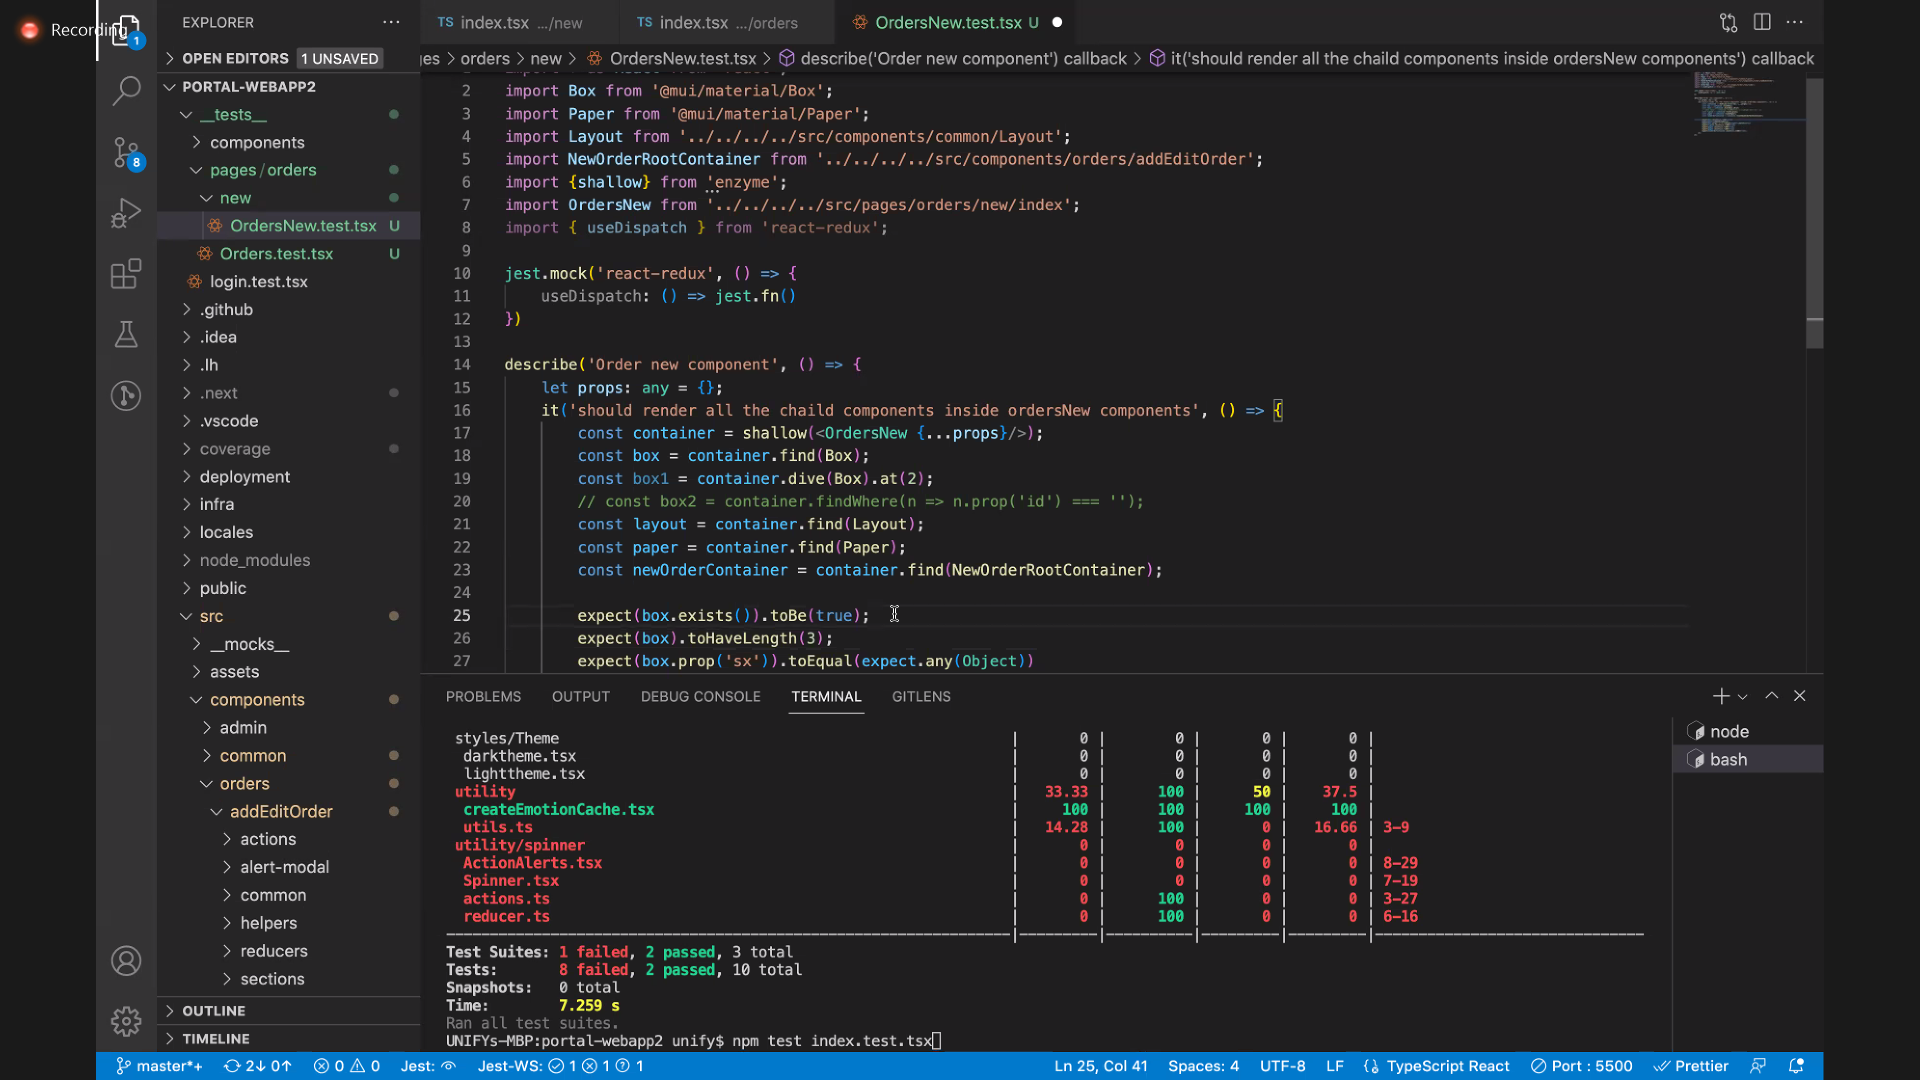 Recording
EXPLORER
1
OPEN EDITORS 1 UNSAVED
PORTAL-WEBAPP2
__tests__
components
pages / orders
new
OrdersNew.test.tsx U
Orders.test.tsx U
login.test.tsx
.github
.idea
.lh
.next
.vscode
coverage
deployment
infra
locales
node_modules
public
src
__mocks__
assets
components
admin
common
orders
addEditOrder
actions
alert-modal
common
helpers
reducers
sections
OUTLINE
TIMELINE
8
TS index.tsx .../new
TS index.tsx .../orders
OrdersNew.test.tsx U
ges > orders > new > OrdersNew.test.tsx > describe('Order new component') callback > it('should render all the chaild components inside ordersNew components') callback
2 import Box from '@mui/material/Box';
3 import Paper from '@mui/material/Paper';
4 import Layout from '../../../../src/components/common/Layout';
5 import NewOrderRootContainer from '../../../../src/components/orders/addEditOrder';
6 import {shallow} from 'enzyme';
7 import OrdersNew from '../../../../src/pages/orders/new/index';
8 import { useDispatch } from 'react-redux';
9
10 jest.mock('react-redux', () => {
11 useDispatch: () => jest.fn()
12 })
13
14 describe('Order new component', () => {
15 let props: any = {};
16 it('should render all the chaild components inside ordersNew components', () => {
17 const container = shallow(<OrdersNew {...props}/>);
18 const box = container.find(Box);
19 const box1 = container.dive(Box).at(2);
20 // const box2 = container.findWhere(n => n.prop('id') === '');
21 const layout = container.find(Layout);
22 const paper = container.find(Paper);
23 const newOrderContainer = container.find(NewOrderRootContainer);
24
25 expect(box.exists()).toBe(true);
26 expect(box).toHaveLength(3);
27 expect(box.prop('sx')).toEqual(expect.any(Object))
PROBLEMS OUTPUT DEBUG CONSOLE TERMINAL GITLENS
node
bash
styles/Theme | 0 | 0 | 0 | 0 |
darktheme.tsx | 0 | 0 | 0 | 0 |
lighttheme.tsx | 0 | 0 | 0 | 0 |
utility | 33.33 | 100 | 50 | 37.5 |
createEmotionCache.tsx | 100 | 100 | 100 | 100 |
utils.ts | 14.28 | 100 | 0 | 16.66 | 3-9
utility/spinner | 0 | 0 | 0 | 0 |
ActionAlerts.tsx | 0 | 0 | 0 | 0 | 8-29
Spinner.tsx | 0 | 0 | 0 | 0 | 7-19
actions.ts | 0 | 100 | 0 | 0 | 3-27
reducer.ts | 0 | 100 | 0 | 0 | 6-16
Test Suites: 1 failed, 2 passed, 3 total
Tests: 8 failed, 2 passed, 10 total
Snapshots: 0 total
Time: 7.259 s
Ran all test suites.
UNIFYs-MBP:portal-webapp2 unify$ npm test index.test.tsx
master*+ 2↓ 0↑ 0 0 Jest: Jest-WS: 1 1 1 Ln 25, Col 41 Spaces: 4 UTF-8 LF TypeScript React Port : 5500 Prettier